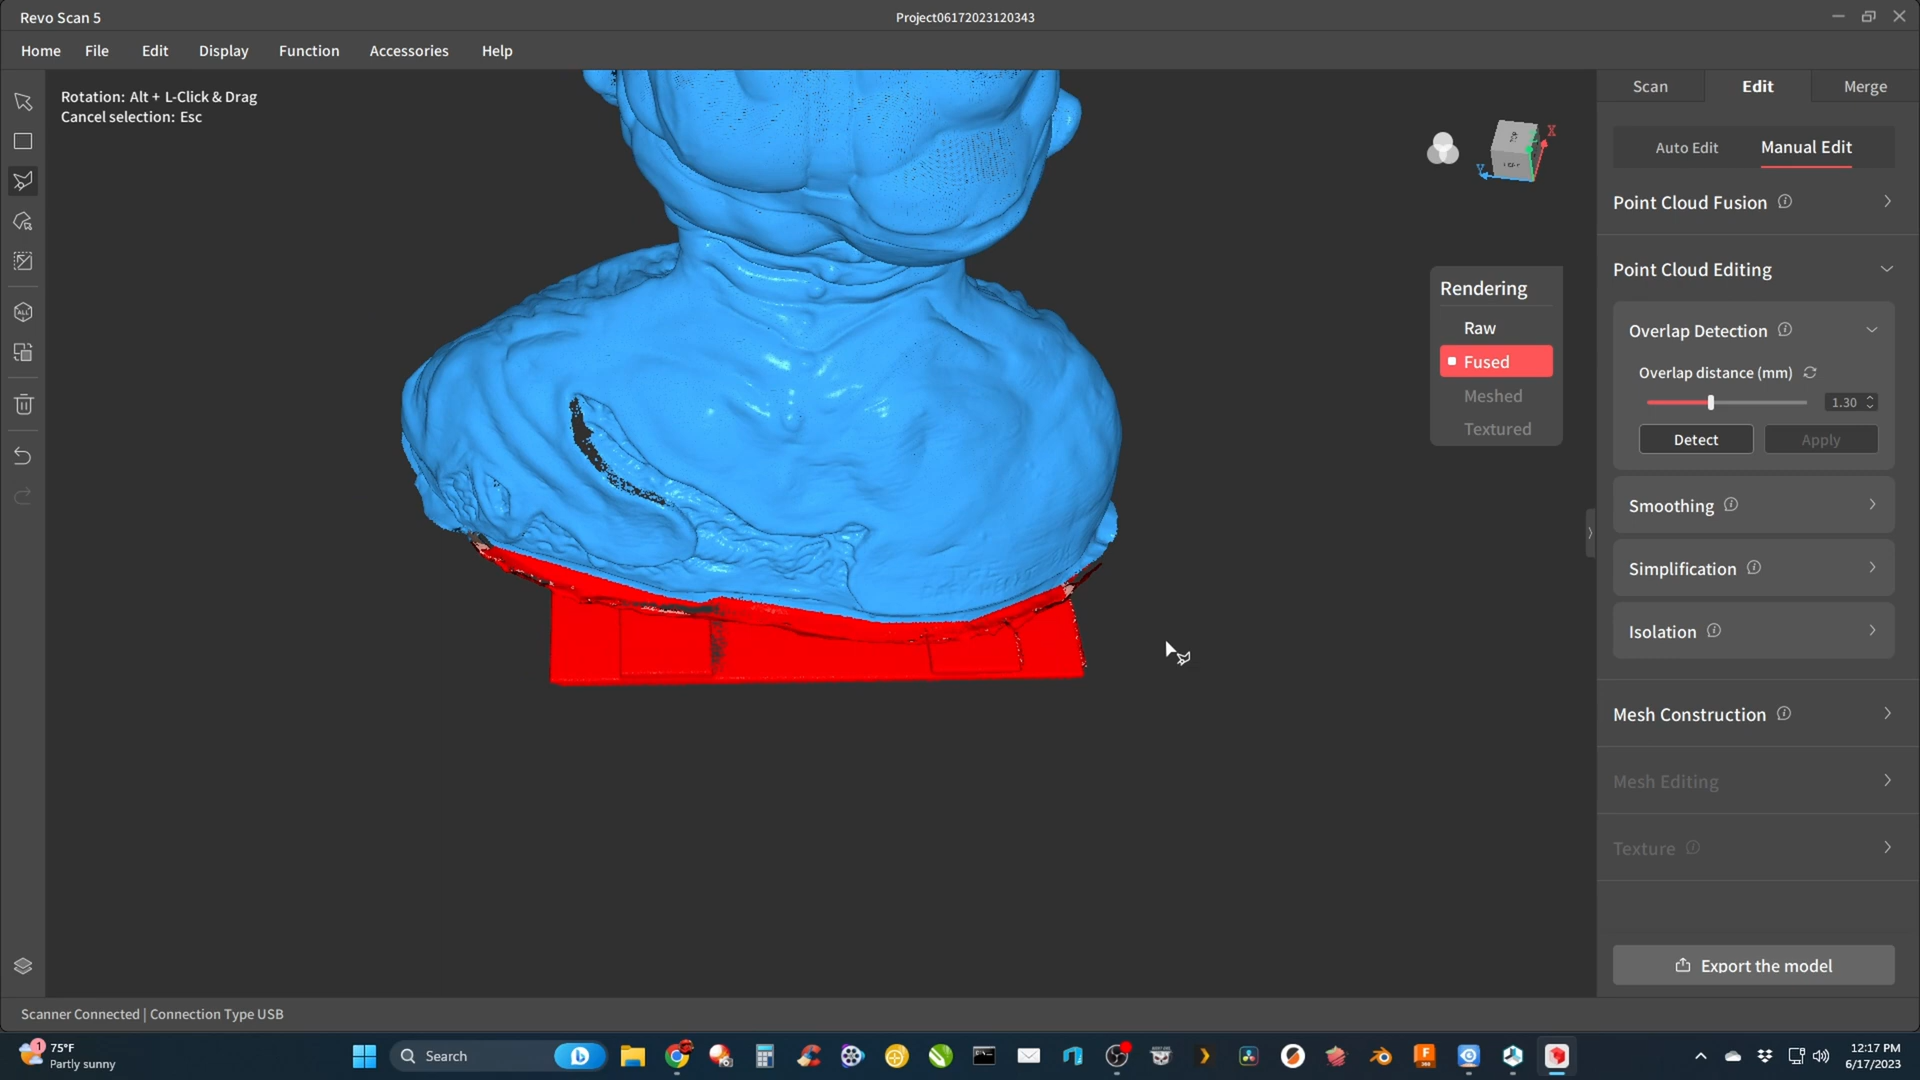 Revo Scan 5
Project06172023120343
Home File Edit Display Function Accessories Help
Rotation: Alt + L-Click & Drag
Cancel selection: Esc
Scan Edit Merge
Auto Edit Manual Edit
X
Y
Point Cloud Fusion
Point Cloud Editing
Rendering
Raw
Fused
Meshed
Textured
Overlap Detection
Overlap distance (mm)
1.30
Detect Apply
Smoothing
Simplification
Isolation
Mesh Construction
Mesh Editing
Texture
Export the model
ALL
Scanner Connected | Connection Type USB
1
75°F
Partly sunny
Search
12:17 PM
6/17/2023